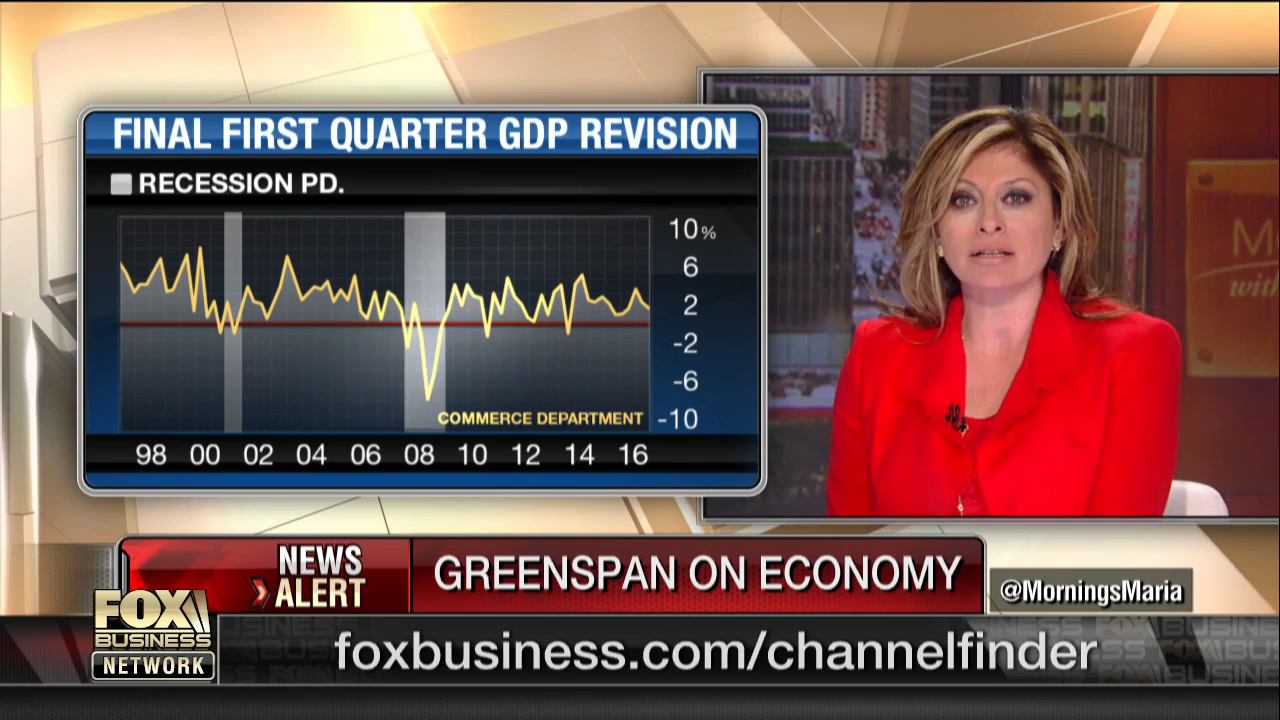 FINAL FIRST QUARTER GDP REVISION
RECESSION PD.
10%
6
2
-2
-6
-10
COMMERCE DEPARTMENT
98 00 02 04 06 08 10 12 14 16
with
NEWS
ALERT
GREENSPAN ON ECONOMY
@MorningsMaria
FOX
BUSINESS
NETWORK
foxbusiness.com/channelfinder